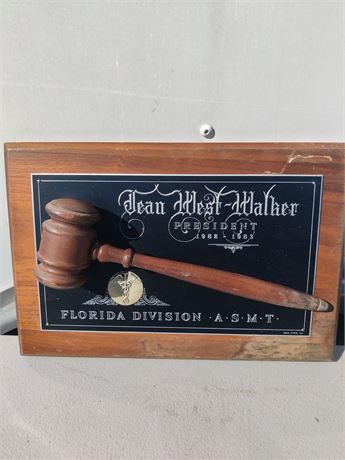 Jean West-Walker
PRESIDENT
1982 - 1983
FLORIDA DIVISION · A · S · M · T ·